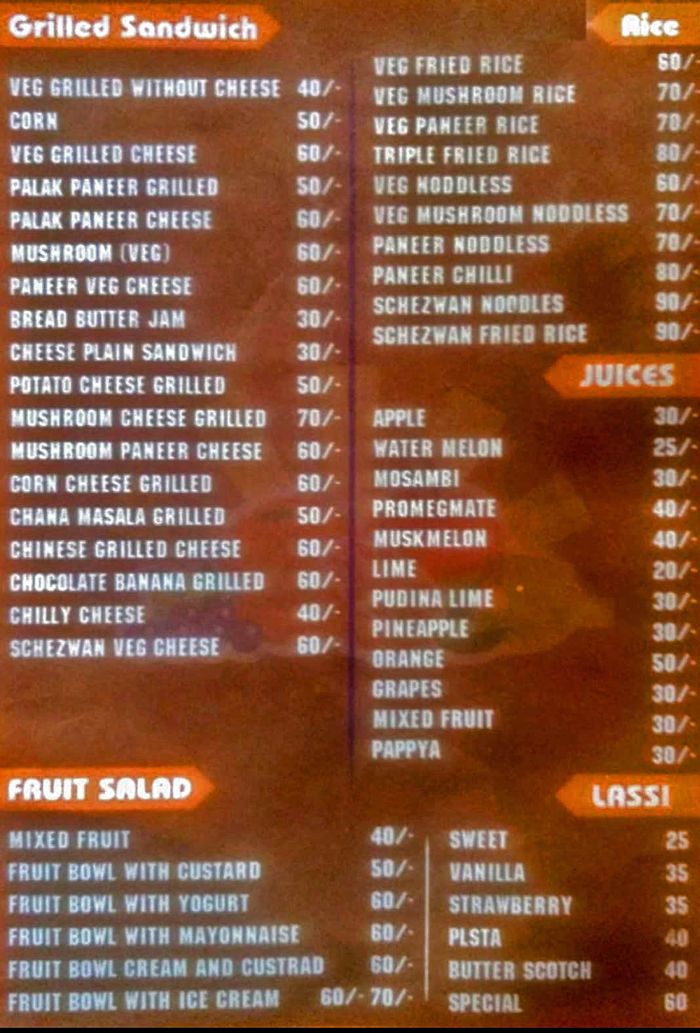 Grilled Sandwich
VEG GRILLED WITHOUT CHEESE 40/-
CORN 50/-
VEG GRILLED CHEESE 60/-
PALAK PANEER GRILLED 50/-
PALAK PANEER CHEESE 60/-
MUSHROOM (VEG) 60/-
PANEER VEG CHEESE 60/-
BREAD BUTTER JAM 30/-
CHEESE PLAIN SANDWICH 30/-
POTATO CHEESE GRILLED 50/-
MUSHROOM CHEESE GRILLED 70/-
MUSHROOM PANEER CHEESE 60/-
CORN CHEESE GRILLED 60/-
CHANA MASALA GRILLED 50/-
CHINESE GRILLED CHEESE 60/-
CHOCOLATE BANANA GRILLED 60/-
CHILLY CHEESE 40/-
SCHEZWAN VEG CHEESE 60/-
Rice
VEG FRIED RICE 60/-
VEG MUSHROOM RICE 70/-
VEG PANEER RICE 70/-
TRIPLE FRIED RICE 80/-
VEG NODDLESS 60/-
VEG MUSHROOM NODDLESS 70/-
PANEER NODDLESS 70/-
PANEER CHILLI 80/-
SCHEZWAN NOODLES 90/-
SCHEZWAN FRIED RICE 90/-
JUICES
APPLE 30/-
WATER MELON 25/-
MOSAMBI 30/-
PROMEGMATE 40/-
MUSKMELON 40/-
LIME 20/-
PUDINA LIME 30/-
PINEAPPLE 30/-
ORANGE 50/-
GRAPES 30/-
MIXED FRUIT 30/-
PAPPYA 30/-
FRUIT SALAD
MIXED FRUIT 40/-
FRUIT BOWL WITH CUSTARD 50/-
FRUIT BOWL WITH YOGURT 60/-
FRUIT BOWL WITH MAYONNAISE 60/-
FRUIT BOWL CREAM AND CUSTRAD 60/-
FRUIT BOWL WITH ICE CREAM 60/- 70/-
LASSI
SWEET 25
VANILLA 35
STRAWBERRY 35
PLSTA 40
BUTTER SCOTCH 40
SPECIAL 60